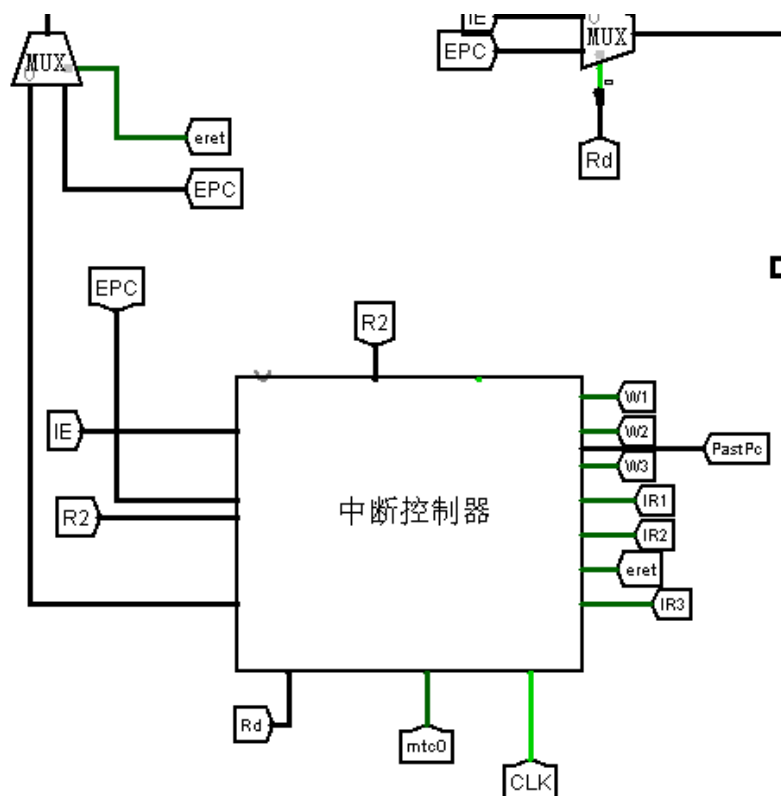 IE
MUX
EPC
MUX
eret
Rd
EPC
EPC
R2
W1
IE
W2
PastPc
W3
R2
中断控制器
IR1
IR2
eret
IR3
Rd
mtc0
CLK